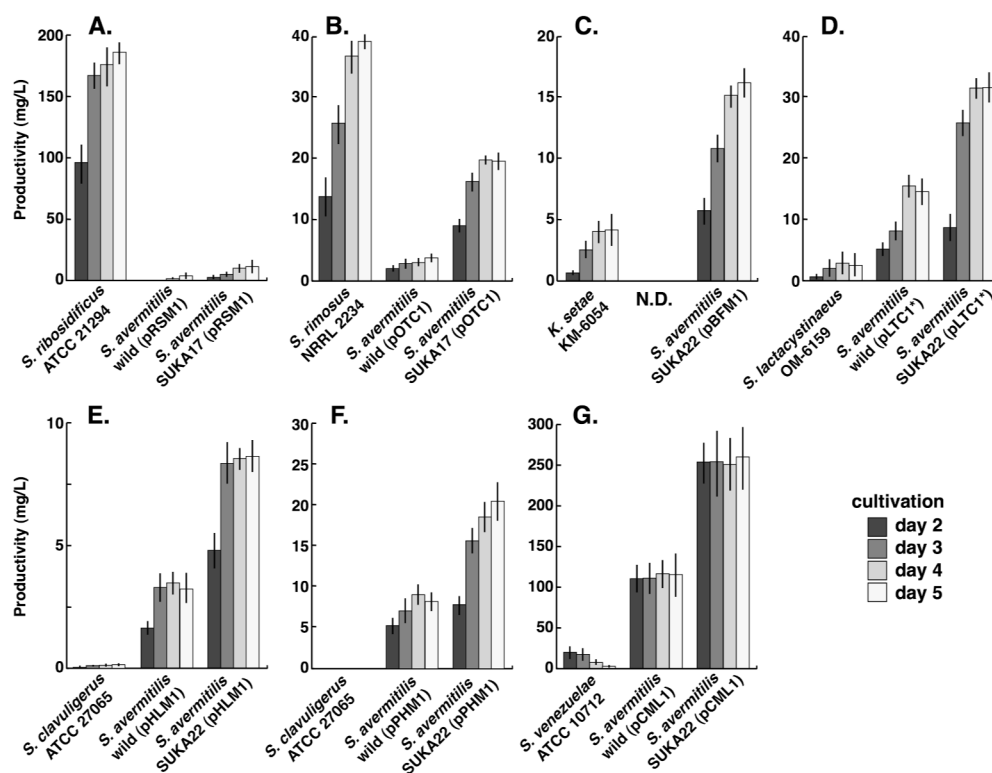 A.
200
150
100
50
0
Productivity (mg/L)
S. ribosidificus
ATCC 21294
S. avermitilis
wild (pRSM1)
S. avermitilis
SUKA17 (pRSM1)
B.
40
30
20
10
0
S. rimosus
NRRL 2234
S. avermitilis
wild (pOTC1)
S. avermitilis
SUKA17 (pOTC1)
C.
20
15
10
5
0
K. setae
KM-6054
N.D.
S. avermitilis
SUKA22 (pBFM1)
D.
40
30
20
10
0
S. lactacystinaeus
OM-6159
S. avermitilis
wild (pLTC1*)
S. avermitilis
SUKA22 (pLTC1*)
E.
10
5
0
Productivity (mg/L)
S. clavuligerus
ATCC 27065
S. avermitilis
wild (pHLM1)
S. avermitilis
SUKA22 (pHLM1)
F.
30
25
20
15
10
5
0
S. clavuligerus
ATCC 27065
S. avermitilis
wild (pPHM1)
S. avermitilis
SUKA22 (pPHM1)
G.
300
250
200
150
100
50
0
S. venezuelae
ATCC 10712
S. avermitilis
wild (pCML1)
S. avermitilis
SUKA22 (pCML1)
cultivation
day 2
day 3
day 4
day 5